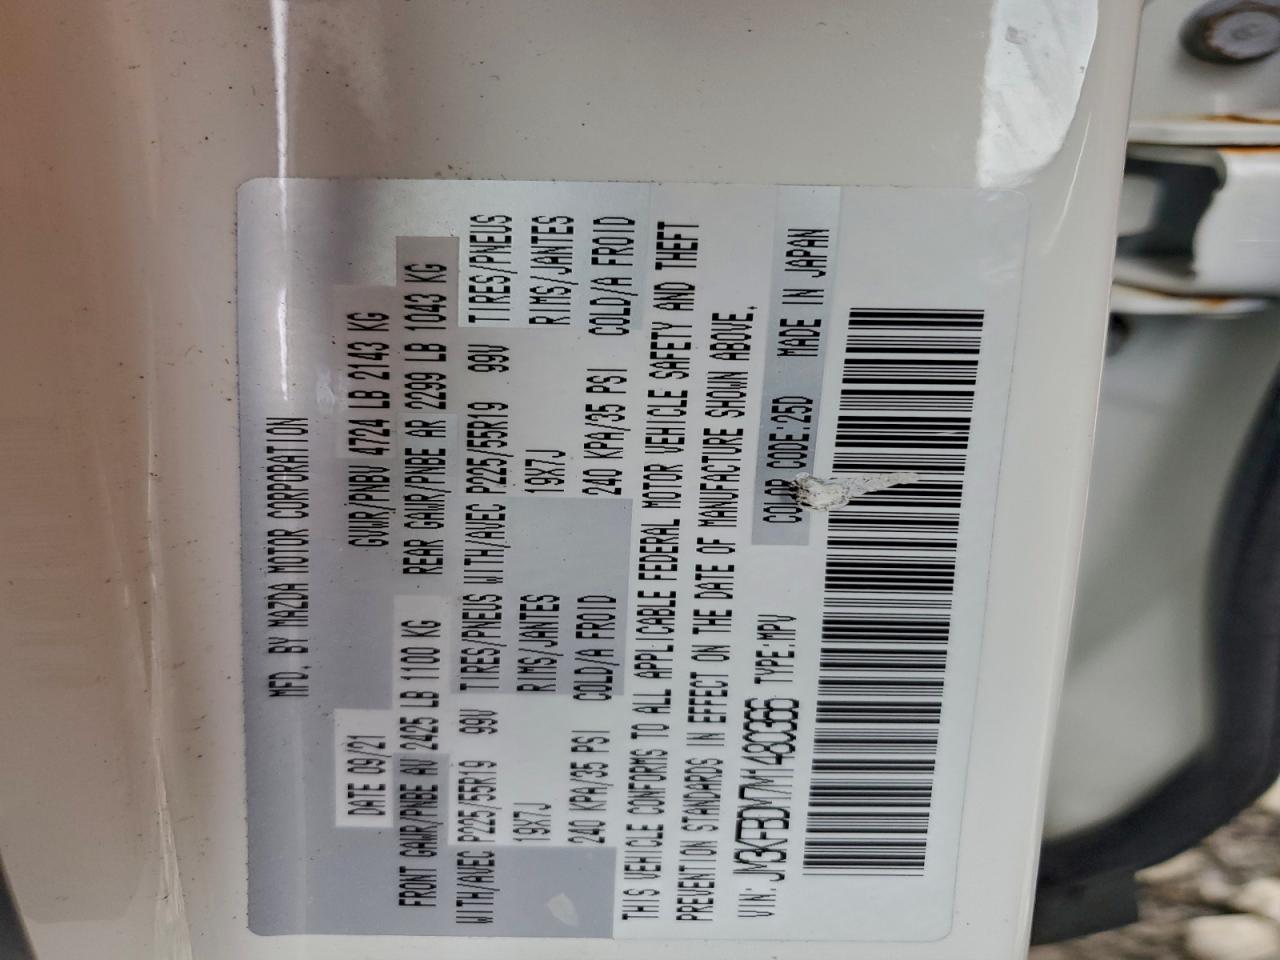 MFD. BY MAZDA MOTOR CORPORATION
DATE 09/21 GVWR/PNBV 4724 LB 2143 KG
FRONT GAWR/PNBE AV 2425 LB 1100 KG REAR GAWR/PNBE AR 2299 LB 1043 KG
WITH/AVEC P225/55R19 99V TIRES/PNEUS WITH/AVEC P225/55R19 99V TIRES/PNEUS
19X7J RIMS/JANTES 19X7J RIMS/JANTES
240 KPA/35 PSI COLD/A FROID 240 KPA/35 PSI COLD/A FROID
THIS VEHICLE CONFORMS TO ALL APPLICABLE FEDERAL MOTOR VEHICLE SAFETY AND THEFT
PREVENTION STANDARDS IN EFFECT ON THE DATE OF MANUFACTURE SHOWN ABOVE.
VIN: JM3KFBDM7M1480366 TYPE:MPV COLOR CODE:25D MADE IN JAPAN